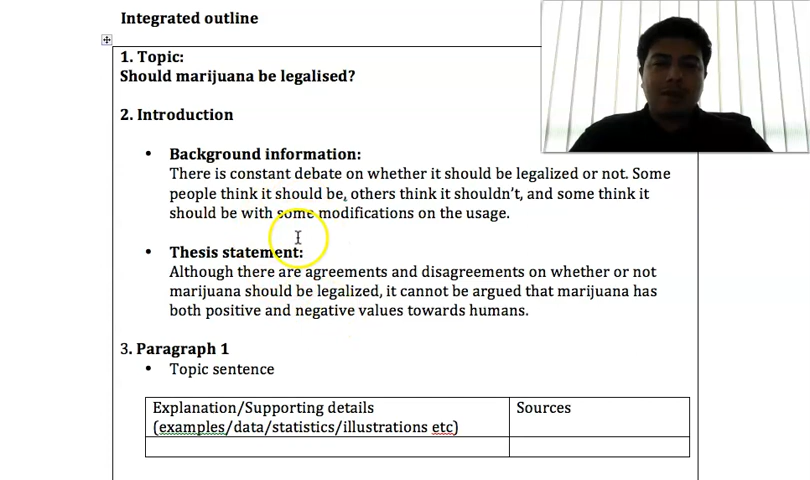 Integrated outline
1. Topic:
Should marijuana be legalised?
2. Introduction
• Background information:
There is constant debate on whether it should be legalized or not. Some
people think it should be, others think it shouldn't, and some think it
should be with some modifications on the usage.
• Thesis statement:
Although there are agreements and disagreements on whether or not
marijuana should be legalized, it cannot be argued that marijuana has
both positive and negative values towards humans.
3. Paragraph 1
• Topic sentence
Explanation/Supporting details
(examples/data/statistics/illustrations etc)
Sources